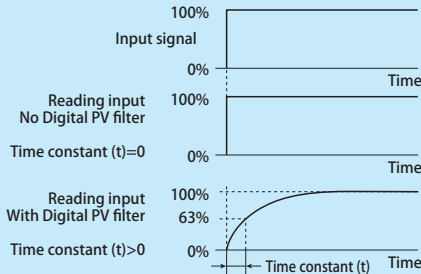 100%
Input signal
0%
Time
Reading input
No Digital PV filter
100%
Time constant (t)=0
0%
Time
Reading input
With Digital PV filter
100%
63%
Time constant (t)>0
0%
Time constant (t)
Time